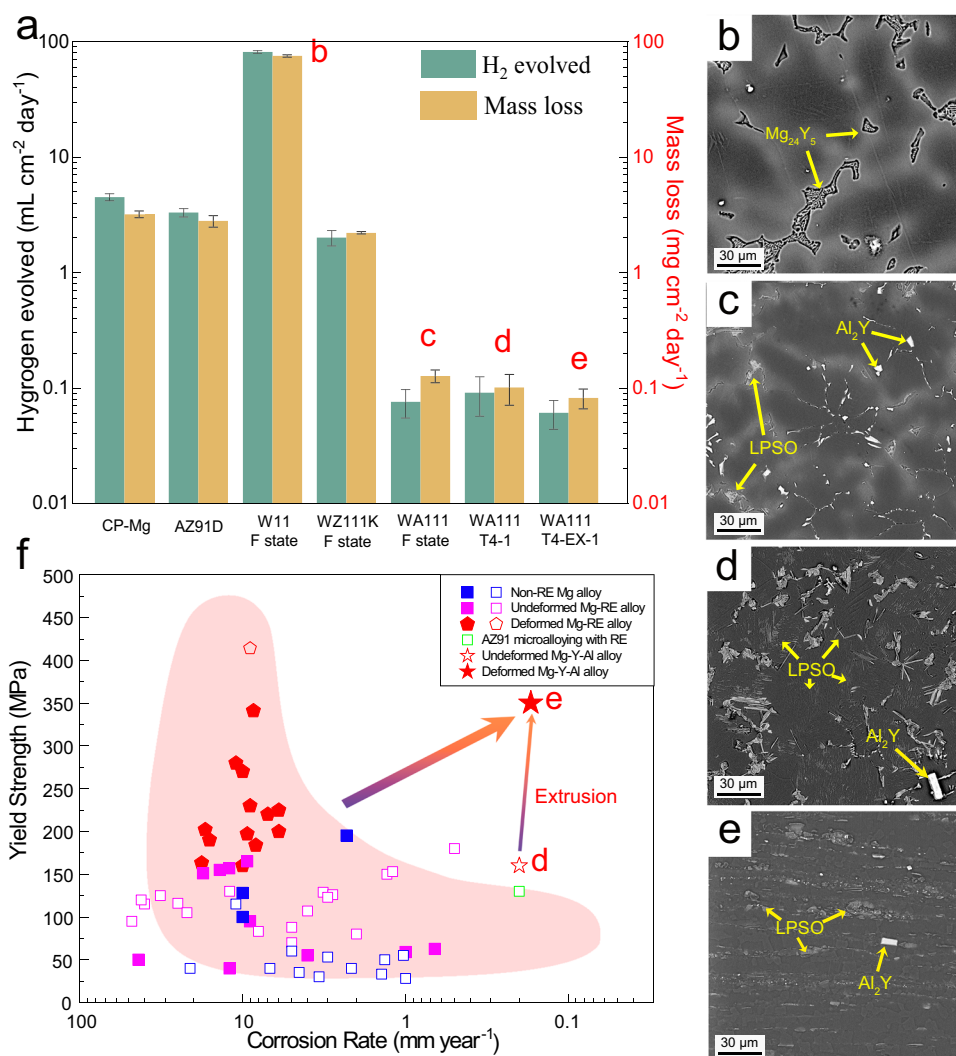 a
100
10
1
0.1
0.01
Hygrogen evolved (mL cm⁻² day⁻¹)
H₂ evolved
Mass loss
b
c
d
e
100
10
1
0.1
0.01
Mass loss (mg cm⁻² day⁻¹)
CP-Mg
AZ91D
W11
F state
WZ111K
F state
WA111
F state
WA111
T4-1
WA111
T4-EX-1
b
Mg₂₄Y₅
30 µm
c
Al₂Y
LPSO
30 µm
d
LPSO
Al₂Y
30 µm
e
LPSO
Al₂Y
30 µm
f
500
450
400
350
300
250
200
150
100
50
0
Yield Strength (MPa)
Non-RE Mg alloy
Undeformed Mg-RE alloy
Deformed Mg-RE alloy
AZ91 microalloying with RE
Undeformed Mg-Y-Al alloy
Deformed Mg-Y-Al alloy
e
Extrusion
d
100
10
1
0.1
Corrosion Rate (mm year⁻¹)